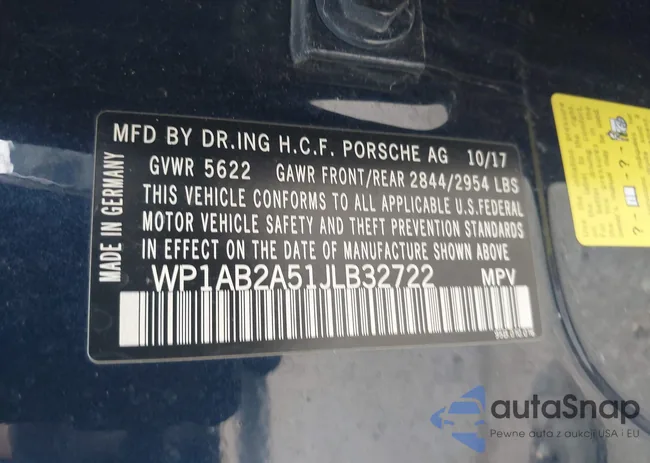 MFD BY DR.ING H.C.F. PORSCHE AG 10/17
GVWR 5622 GAWR FRONT/REAR 2844/2954 LBS
THIS VEHICLE CONFORMS TO ALL APPLICABLE U.S.FEDERAL
MOTOR VEHICLE SAFETY AND THEFT PREVENTION STANDARDS
IN EFFECT ON THE DATE OF MANUFACTURE SHOWN ABOVE
WP1AB2A51JLB32722 MPV
MADE IN GERMANY
autaSnap
Pewne auta z aukcji USA i EU